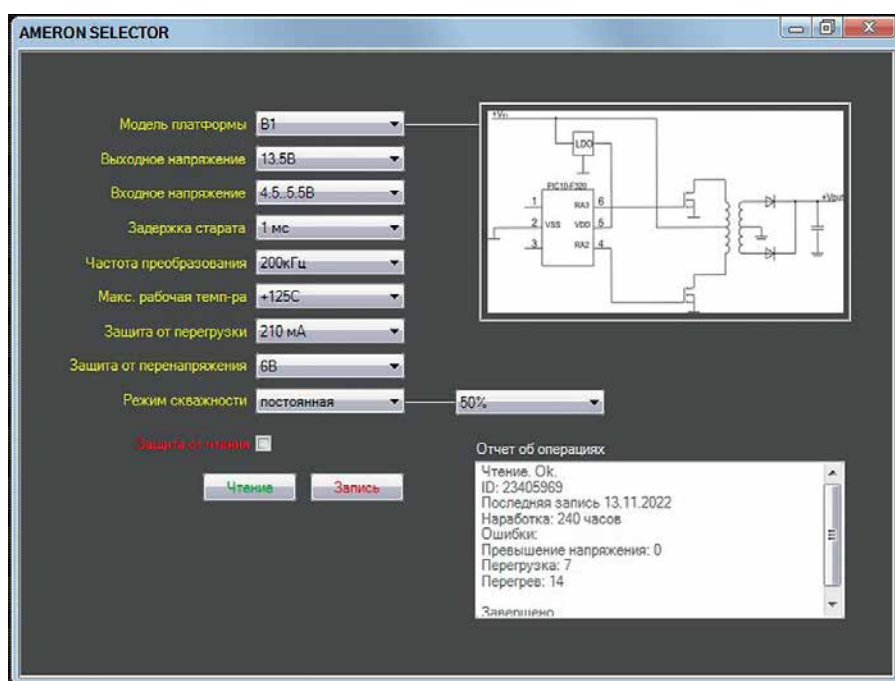 AMERON SELECTOR
Модель платформы B1
Выходное напряжение 13.5В
Входное напряжение 4.5..5.5В
Задержка старата 1 мс
Частота преобразования 200кГц
Макс. рабочая темп-ра +125С
Защита от перегрузки 210 мА
Защита от перенапряжения 6В
Режим скважности постоянная 50%
Защита от чтения
Чтение Запись
+Vin
LDO
PIC10-F320
1 RA3 6
2 VSS VDD 5
3 RA2 4
+Vout
Отчет об операциях
Чтение. Ok.
ID: 23405969
Последняя запись 13.11.2022
Наработка: 240 часов
Ошибки:
Превышение напряжения: 0
Перегрузка: 7
Перегрев: 14
Завершено